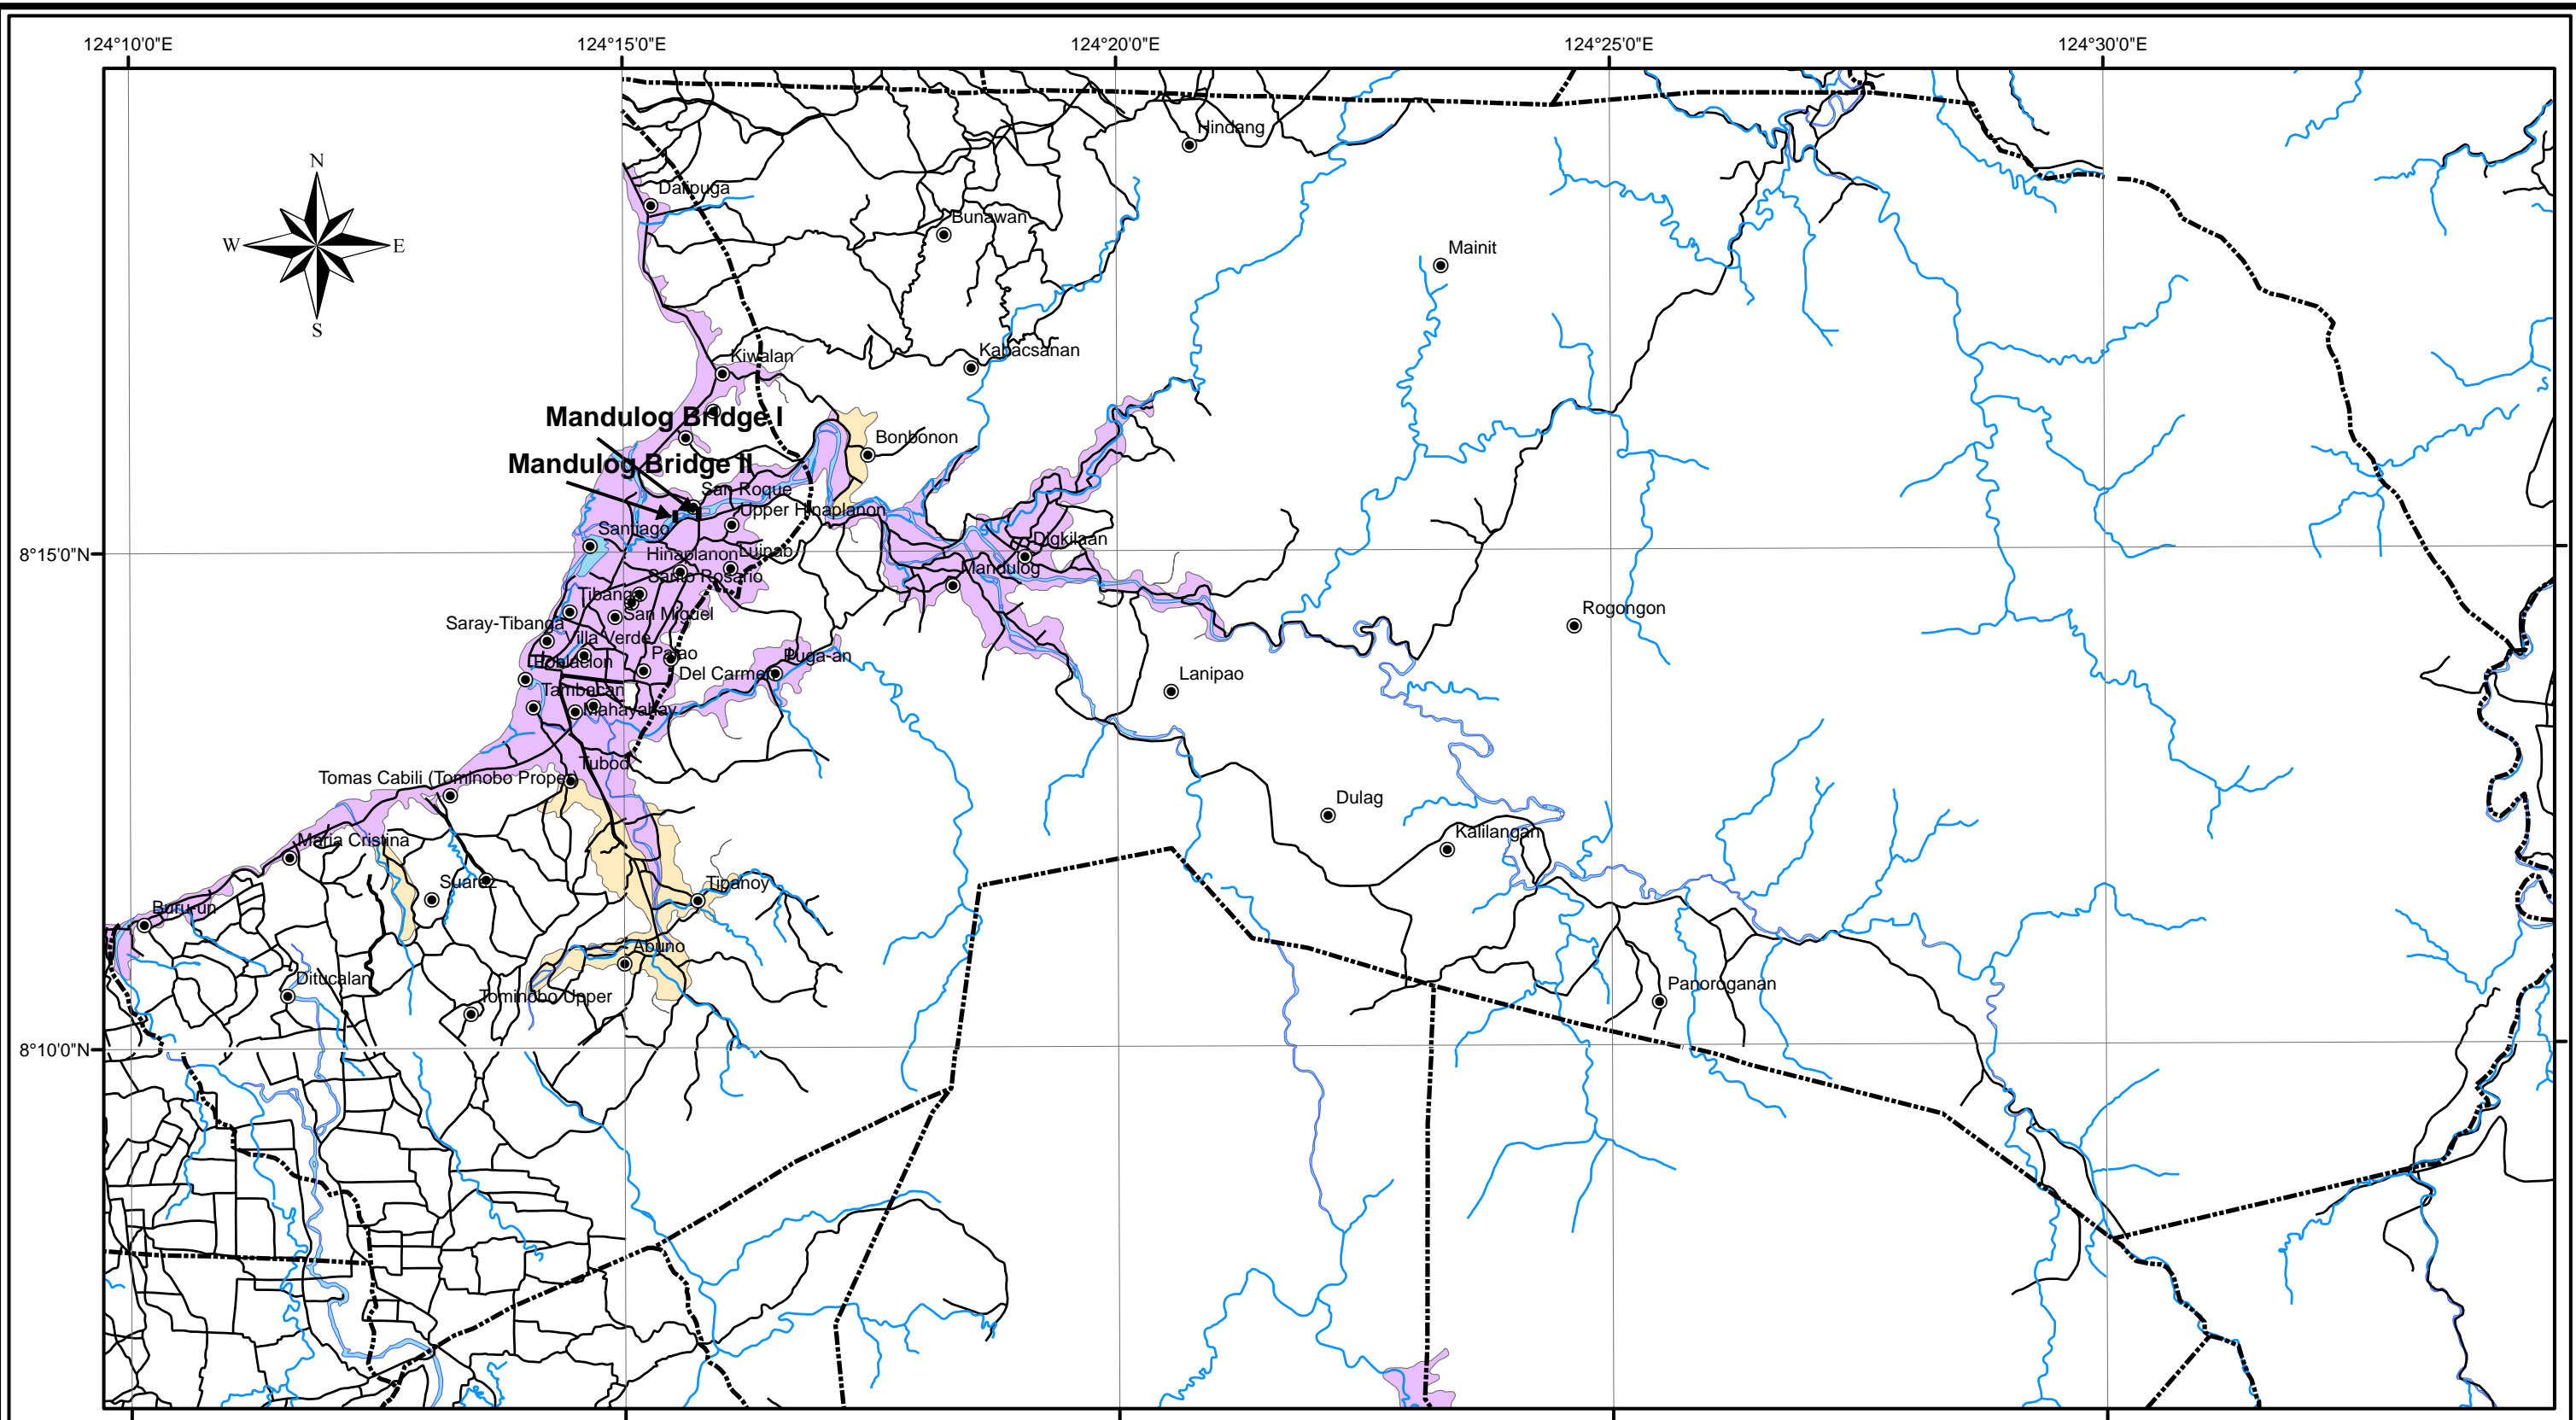 124°10'0"E
124°15'0"E
124°20'0"E
124°25'0"E
124°30'0"E
N
W
E
S
Hindang
Dalipuga
Bunawan
Mainit
Kiwalan
Kabacsanan
Mandulog Bridge I
Bonbonon
Mandulog Bridge II
San Roque
Upper Hinaplanon
Santiago
Digkilaan
8°15'0"N
Hinaplanon
Luinab
Mandulog
Santo Rosario
Tibanga
San Miguel
Rogongon
Saray-Tibanga
Villa Verde
Palao
Puga-an
Poblacion
Del Carmen
Lanipao
Tambacan
Mahayahay
Tubod
Tomas Cabili (Tominobo Proper)
Dulag
Maria Cristina
Kalilangan
Suarez
Tipanoy
Buru-un
Abuno
Ditucalan
Panoroganan
Tominobo Upper
8°10'0"N